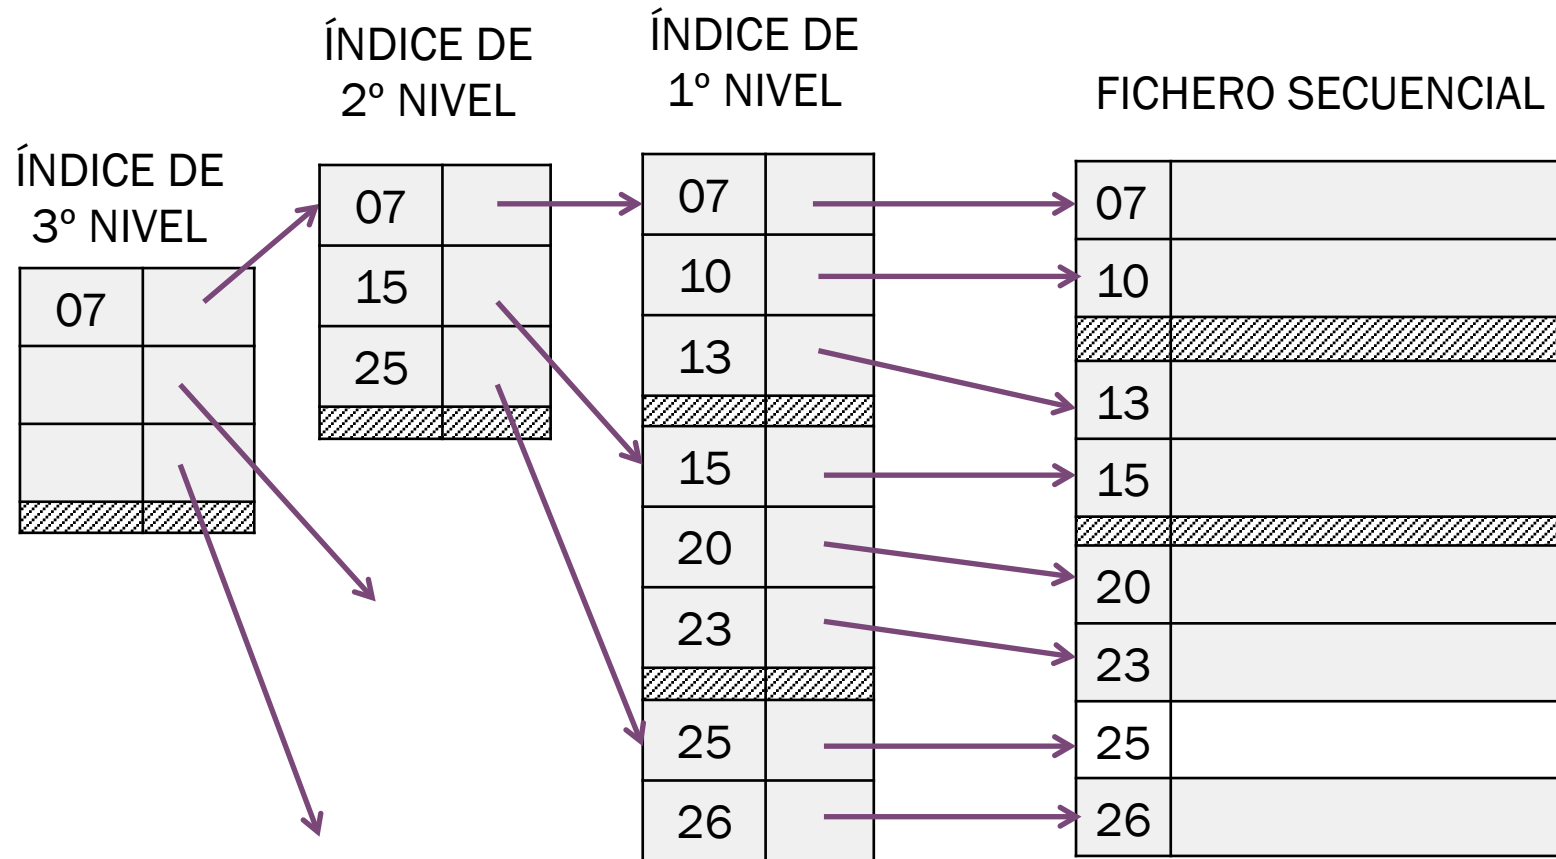 ÍNDICE DE
3º NIVEL
07
ÍNDICE DE
2º NIVEL
07
15
25
ÍNDICE DE
1º NIVEL
07
10
13
15
20
23
25
26
FICHERO SECUENCIAL
07
10
13
15
20
23
25
26